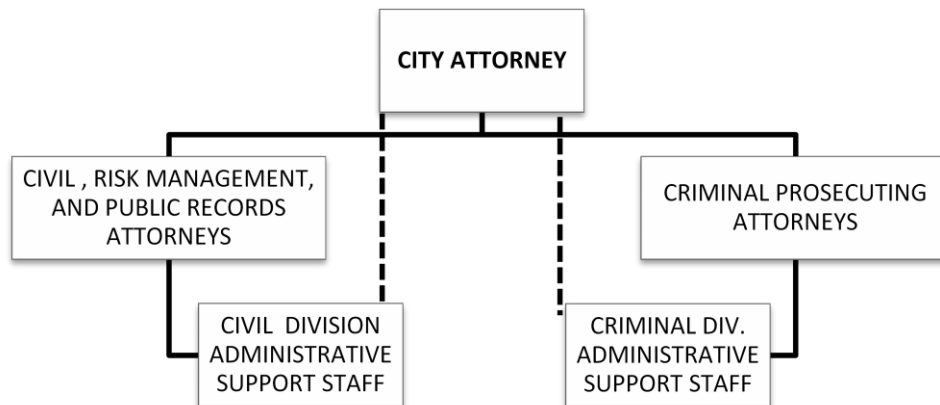 CITY ATTORNEY
CIVIL , RISK MANAGEMENT,
AND PUBLIC RECORDS
ATTORNEYS
CRIMINAL PROSECUTING
ATTORNEYS
CIVIL DIVISION
ADMINISTRATIVE
SUPPORT STAFF
CRIMINAL DIV.
ADMINISTRATIVE
SUPPORT STAFF